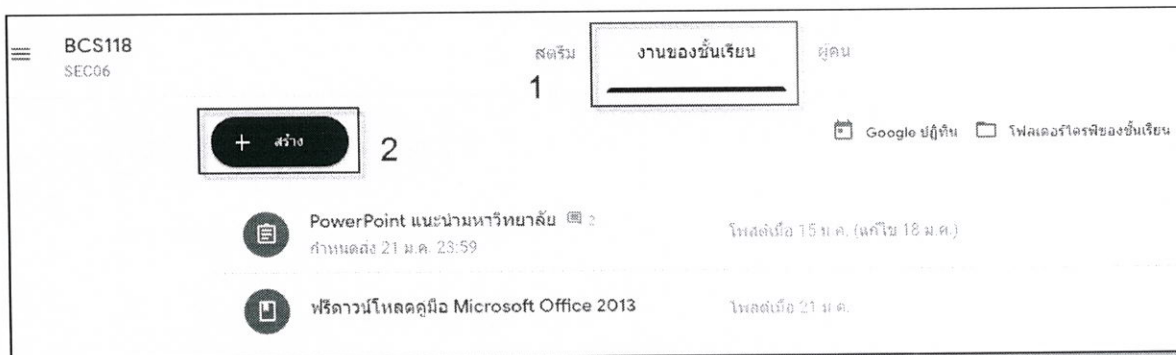 BCS118
SEC06
สตรีม
งานของชั้นเรียน
ผู้คน
1
+ สร้าง
2
Google ปฏิทิน
โฟลเดอร์ไดรฟ์ของชั้นเรียน
PowerPoint แนะนำมหาวิทยาลัย 2
โพสต์เมื่อ 15 ม.ค. (แก้ไข 18 ม.ค.)
กำหนดส่ง 21 ม.ค. 23:59
ฟรีดาวน์โหลดคู่มือ Microsoft Office 2013
โพสต์เมื่อ 21 ม.ค.